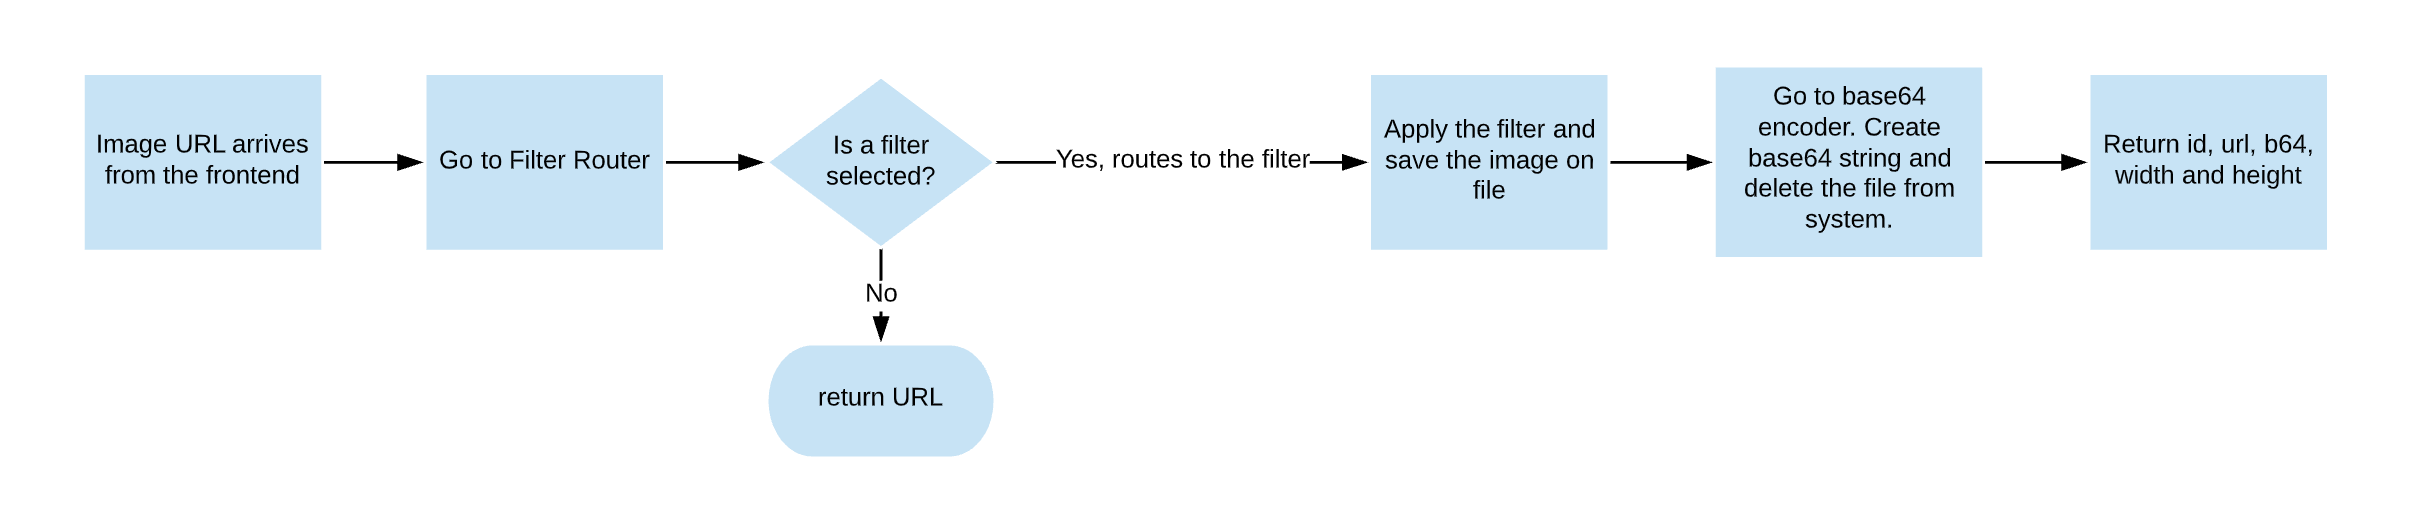 Image URL arrives
from the frontend
Go to Filter Router
Is a filter
selected?
Yes, routes to the filter
Apply the filter and
save the image on
file
Go to base64
encoder. Create
base64 string and
delete the file from
system.
Return id, url, b64,
width and height
No
return URL